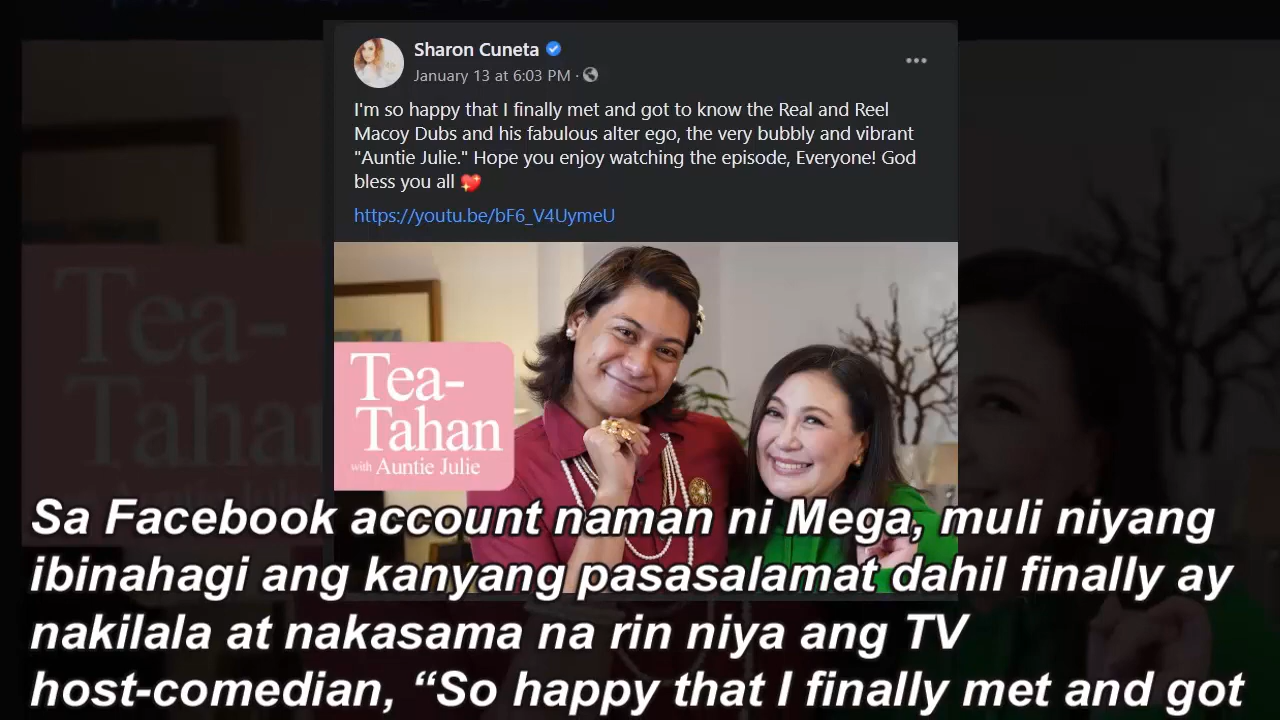 Sharon Cuneta
January 13 at 6:03 PM ·
I'm so happy that I finally met and got to know the Real and Reel
Macoy Dubs and his fabulous alter ego, the very bubbly and vibrant
"Auntie Julie." Hope you enjoy watching the episode, Everyone! God
bless you all 💖
https://youtu.be/bF6_V4UymeU
Tea-
Tahan
with Auntie Julie
Tea-
Tahan
Sa Facebook account naman ni Mega, muli niyang
ibinahagi ang kanyang pasasalamat dahil finally ay
nakilala at nakasama na rin niya ang TV
host-comedian, “So happy that I finally met and got